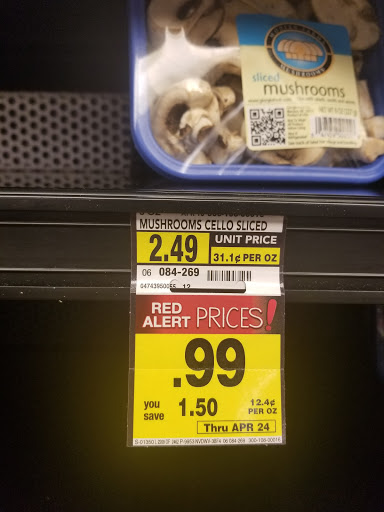 sliced
mushrooms
MUSHROOMS CELLO SLICED
2.49
UNIT PRICE
31.1¢ PER OZ
06 084-269
12
RED ALERT PRICES!
.99
you save 1.50
12.4¢ PER OZ
Thru APR 24